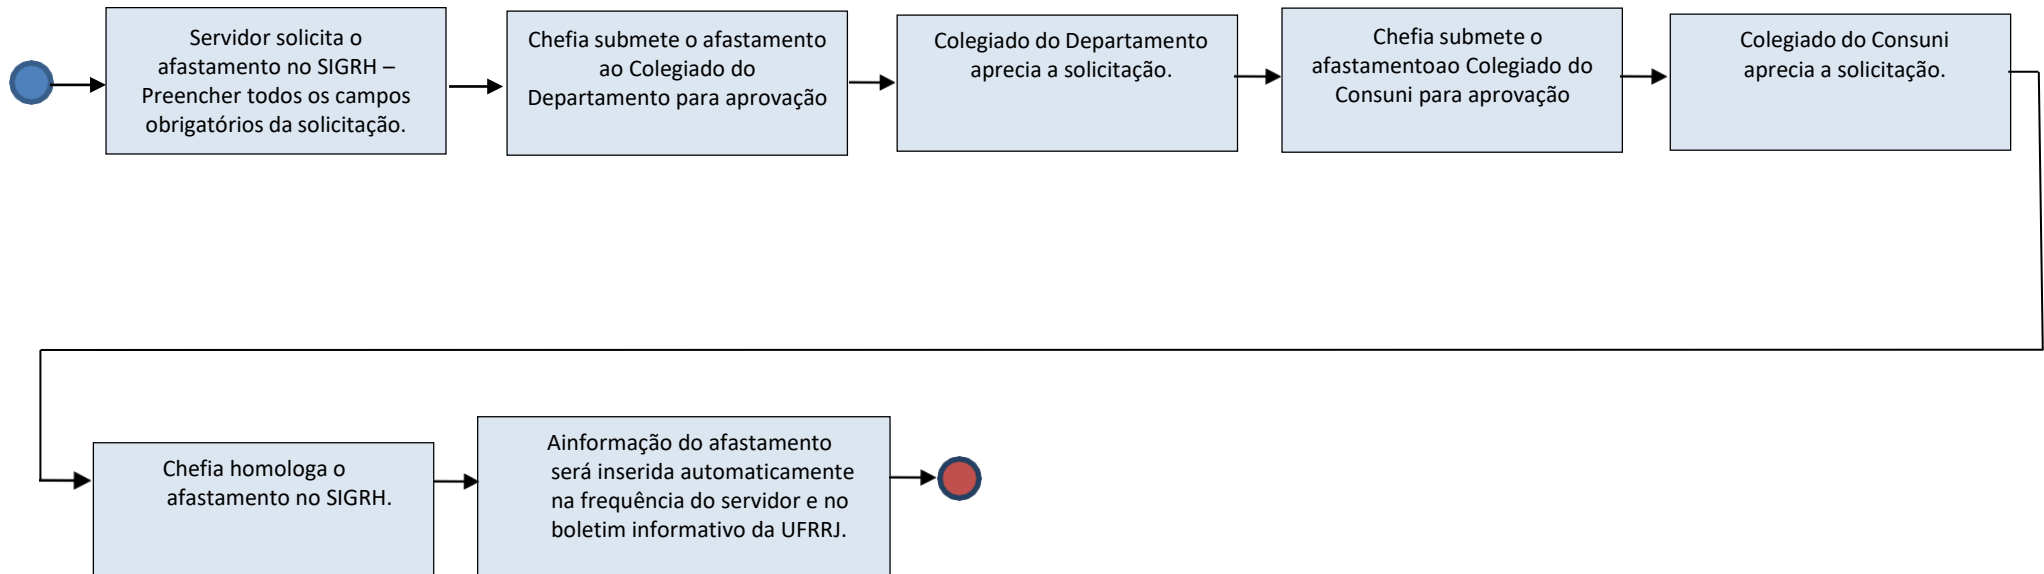 Servidor solicita o
afastamento no SIGRH –
Preencher todos os campos
obrigatórios da solicitação.
Chefia submete o afastamento
ao Colegiado do
Departamento para aprovação
Colegiado do Departamento
aprecia a solicitação.
Chefia submete o
afastamentoao Colegiado do
Consuni para aprovação
Colegiado do Consuni
aprecia a solicitação.
Chefia homologa o
afastamento no SIGRH.
Ainformação do afastamento
será inserida automaticamente
na frequência do servidor e no
boletim informativo da UFRRJ.